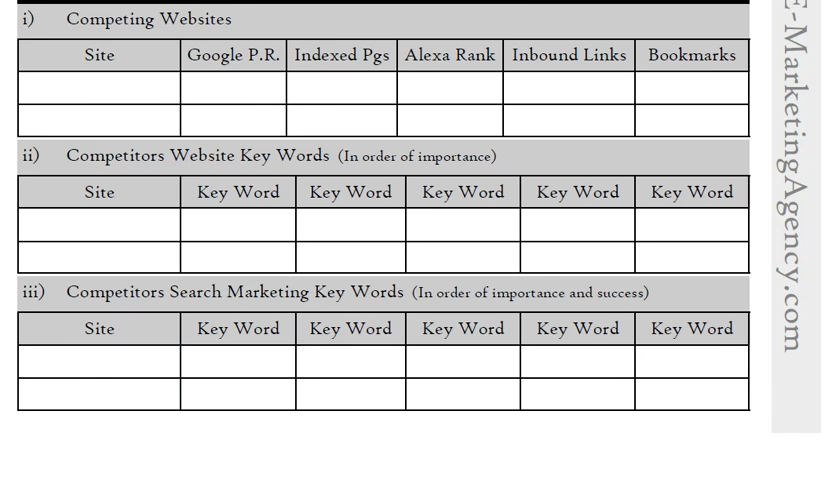 i) Competing Websites
Site Google P.R. Indexed Pgs Alexa Rank Inbound Links Bookmarks
ii) Competitors Website Key Words (In order of importance)
Site Key Word Key Word Key Word Key Word Key Word
iii) Competitors Search Marketing Key Words (In order of importance and success)
Site Key Word Key Word Key Word Key Word Key Word
E-MarketingAgency.com